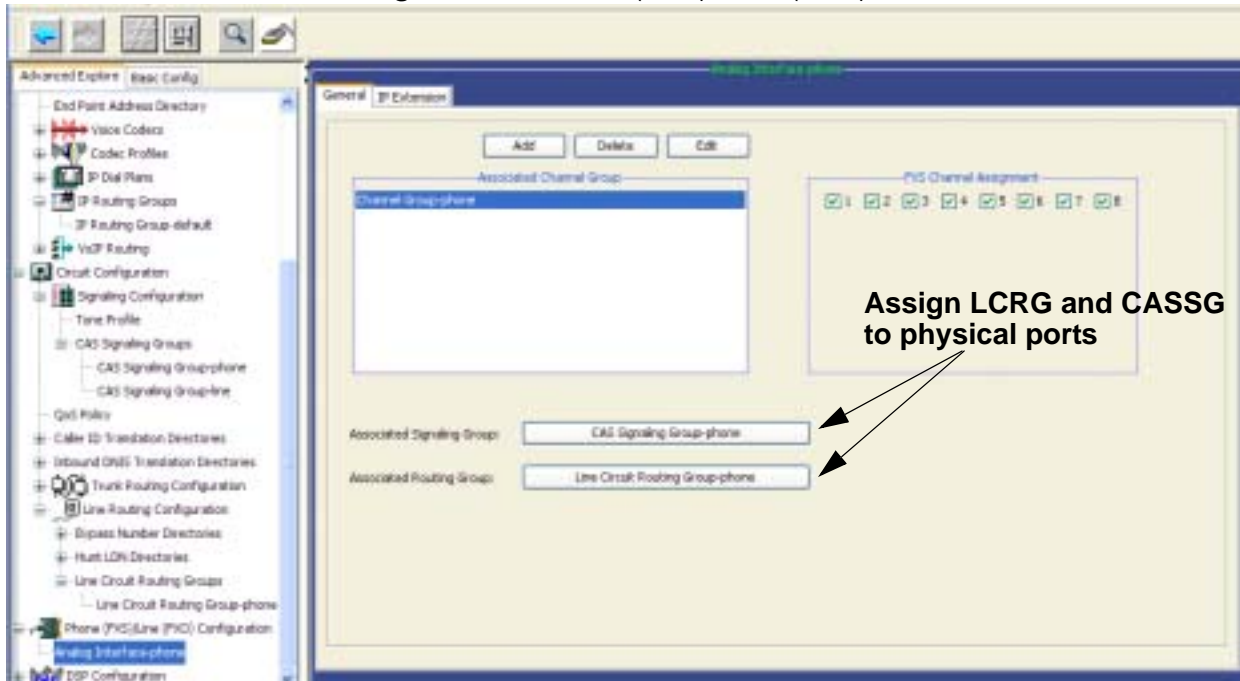 Advanced Explore Basic Config
End Point Address Directory
Voice Coders
Codec Profiles
IP Dial Plans
IP Routing Groups
IP Routing Group-default
VoIP Routing
Circuit Configuration
Signaling Configuration
Tone Profile
CAS Signaling Groups
CAS Signaling Group-phone
CAS Signaling Group-line
QoS Policy
Caller ID Translation Directories
Inbound DNIS Translation Directories
Trunk Routing Configuration
Line Routing Configuration
Bypass Number Directories
Hunt LDN Directories
Line Circuit Routing Groups
Line Circuit Routing Group-phone
Phone (FXS)/Line (FXO) Configuration
Analog Interface-phone
DSP Configuration
Analog Interface-phone
General IP Extension
Add Delete Edit
Associated Channel Group
Channel Group-phone
FXS Channel Assignment
1 2 3 4 5 6 7 8
Assign LCRG and CASSG
to physical ports
Associated Signaling Group: CAS Signaling Group-phone
Associated Routing Group: Line Circuit Routing Group-phone